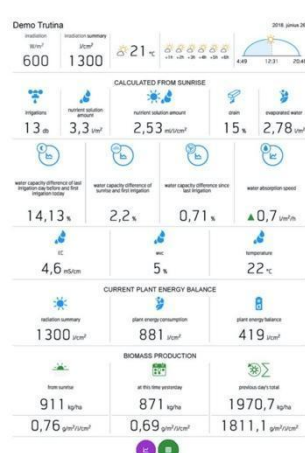 Demo Trutina 2018. június 26
irradiation irradiation summary
W/m² J/cm²
600 1300 21 °C
+1h +2h +3h +4h +5h +6h
4:49 12:31 20:45
CALCULATED FROM SUNRISE
irrigations nutrient solution amount nutrient solution amount drain evaporated water
13 db 3,3 l/m² 2,53 ml/J/cm² 15 % 2,78 l/m²
water capacity difference of last irrigation day before and first irrigation today
water capacity difference of sunrise and first irrigation
water capacity difference since last irrigation
water absorption speed
14,13 % 2,2 % 0,71 % ▲0,7 l/m²/h
EC wc temperature
4,6 mS/cm 5 % 22 °C
CURRENT PLANT ENERGY BALANCE
radiation summary plant energy consumption plant energy balance
1300 J/cm² 881 J/cm² 419 J/cm²
BIOMASS PRODUCTION
from sunrise at this time yesterday previous day's total
911 kg/ha 871 kg/ha 1970,7 kg/ha
0,76 g/m²/J/cm² 0,69 g/m²/J/cm² 1811,1 g/m²/J/cm²